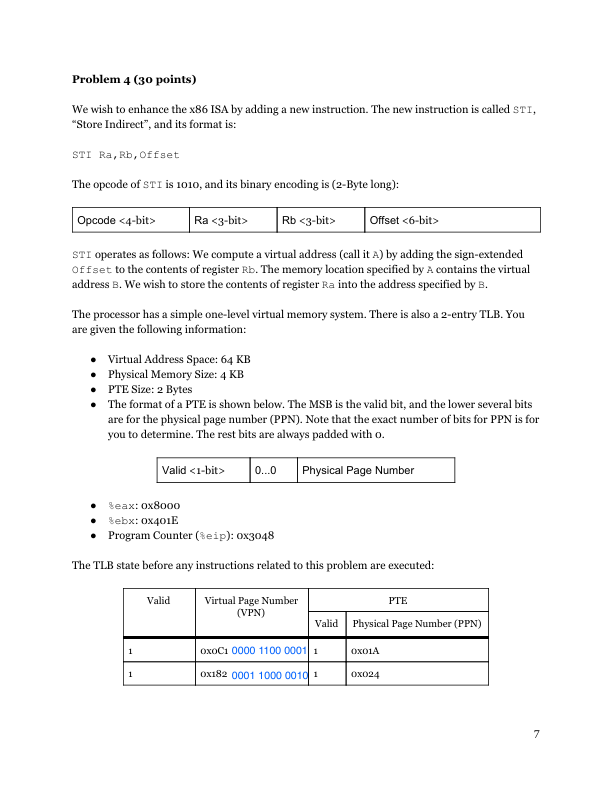 Problem 4 (30 points)
We wish to enhance the x86 ISA by adding a new instruction. The new instruction is called STI,
“Store Indirect”, and its format is:
STI Ra,Rb,Offset
The opcode of STI is 1010, and its binary encoding is (2-Byte long):
Opcode <4-bit> Ra <3-bit> Rb <3-bit> Offset <6-bit>
STI operates as follows: We compute a virtual address (call it A) by adding the sign-extended
Offset to the contents of register Rb. The memory location specified by A contains the virtual
address B. We wish to store the contents of register Ra into the address specified by B.
The processor has a simple one-level virtual memory system. There is also a 2-entry TLB. You
are given the following information:
● Virtual Address Space: 64 KB
● Physical Memory Size: 4 KB
● PTE Size: 2 Bytes
● The format of a PTE is shown below. The MSB is the valid bit, and the lower several bits
are for the physical page number (PPN). Note that the exact number of bits for PPN is for
you to determine. The rest bits are always padded with 0.
Valid <1-bit> 0...0 Physical Page Number
● %eax: 0x8000
● %ebx: 0x401E
● Program Counter (%eip): 0x3048
The TLB state before any instructions related to this problem are executed:
Valid Virtual Page Number PTE
(VPN)
Valid Physical Page Number (PPN)
1 0x0C1 0000 1100 0001 1 0x01A
1 0x182 0001 1000 0010 1 0x024
7